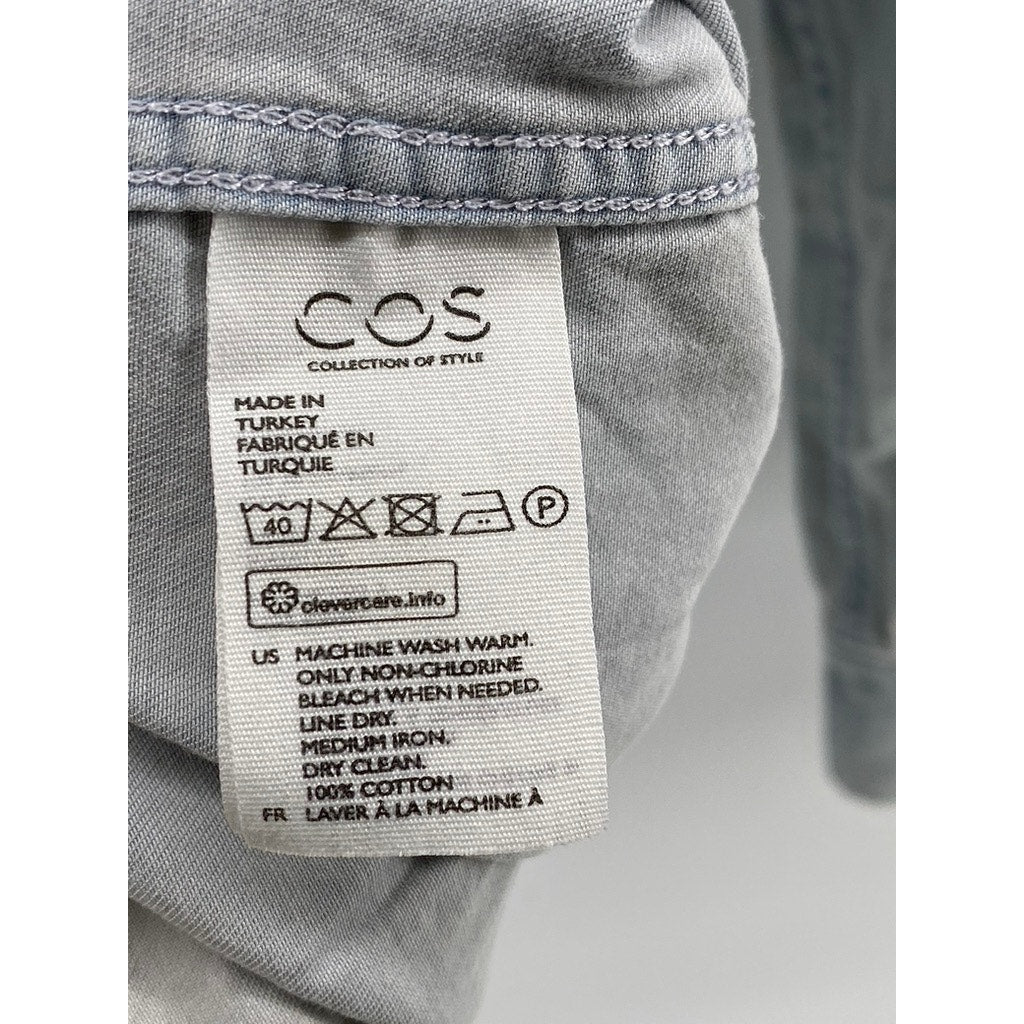 COS
COLLECTION OF STYLE
MADE IN
TURKEY
FABRIQUÉ EN
TURQUIE
40 P
clevercare.info
US MACHINE WASH WARM.
ONLY NON-CHLORINE
BLEACH WHEN NEEDED.
LINE DRY.
MEDIUM IRON.
DRY CLEAN.
100% COTTON
FR LAVER À LA MACHINE À